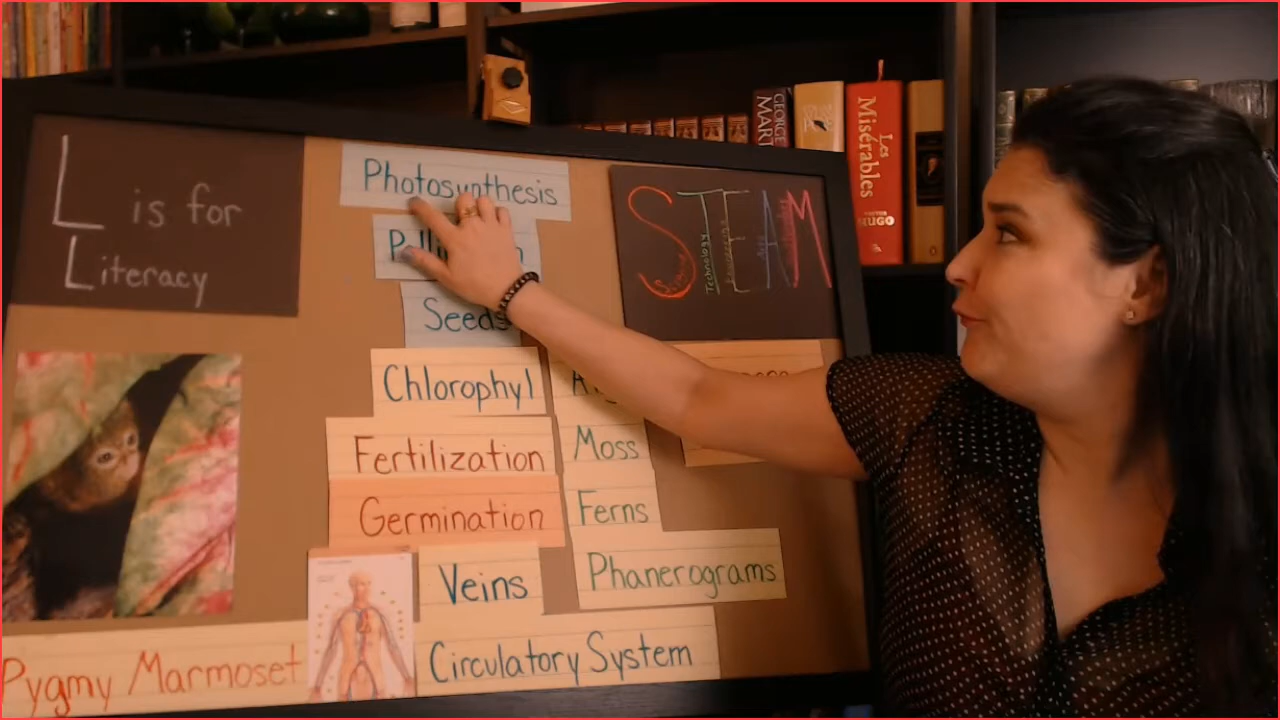 L is for
Literacy
Photosynthesis
Seeds
Chlorophyl
Fertilization
Germination
Veins
Circulatory System
Pygmy Marmoset
STEAM
Technology
Moss
Ferns
Phanerograms
GEORGE
Les
Misérables
HUGO